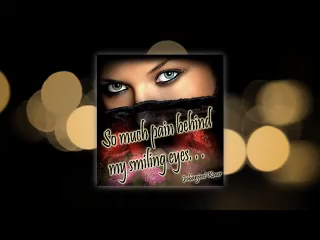 So much pain behind
my smiling eyes. . .